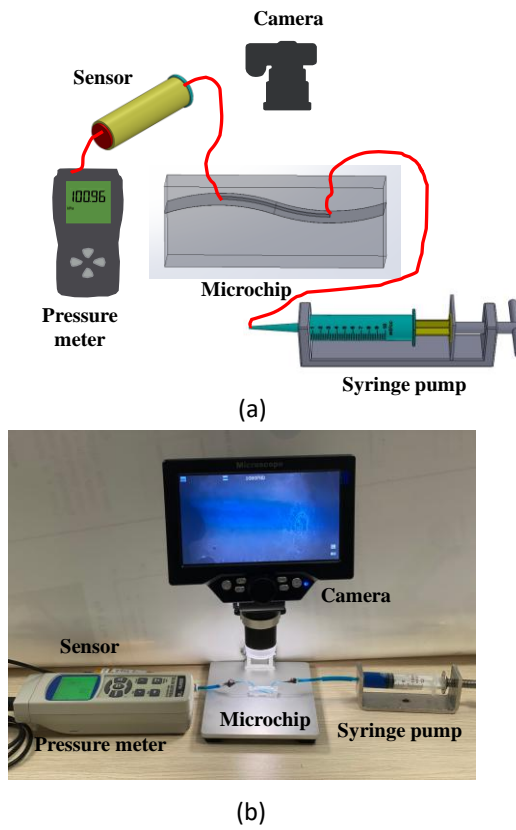 Camera
Sensor
10096
Microchip
Pressure
meter
Syringe pump
(a)
Microscope
Camera
Sensor
Microchip
Pressure meter
Syringe pump
(b)